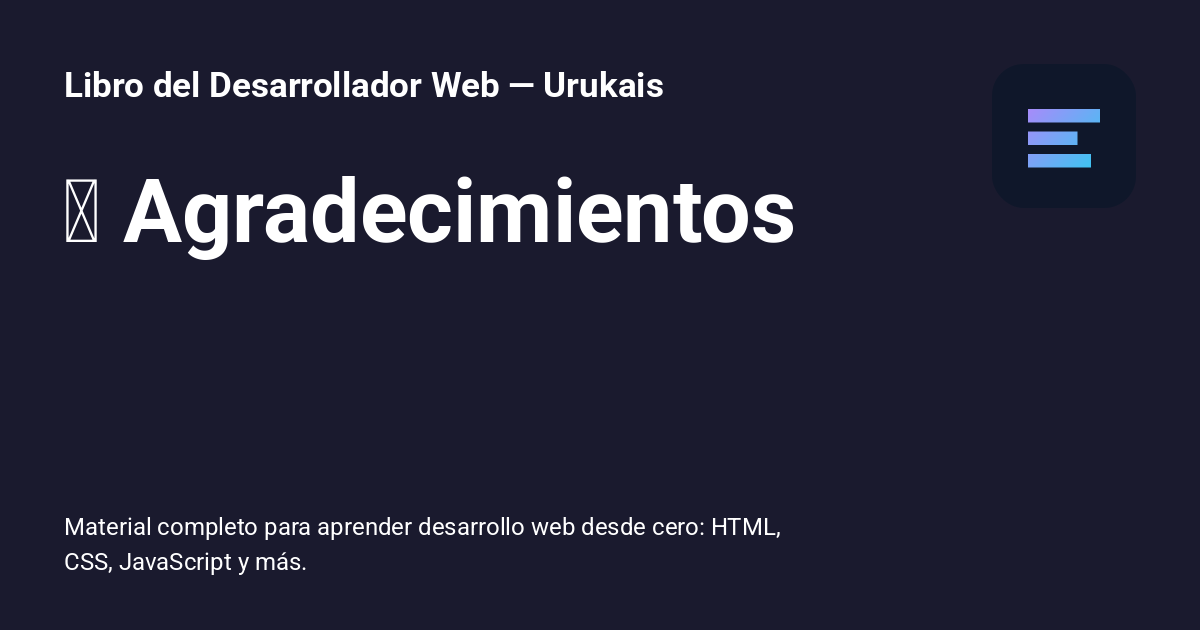 Libro del Desarrollador Web — Urukais
Agradecimientos
Material completo para aprender desarrollo web desde cero: HTML,
CSS, JavaScript y más.